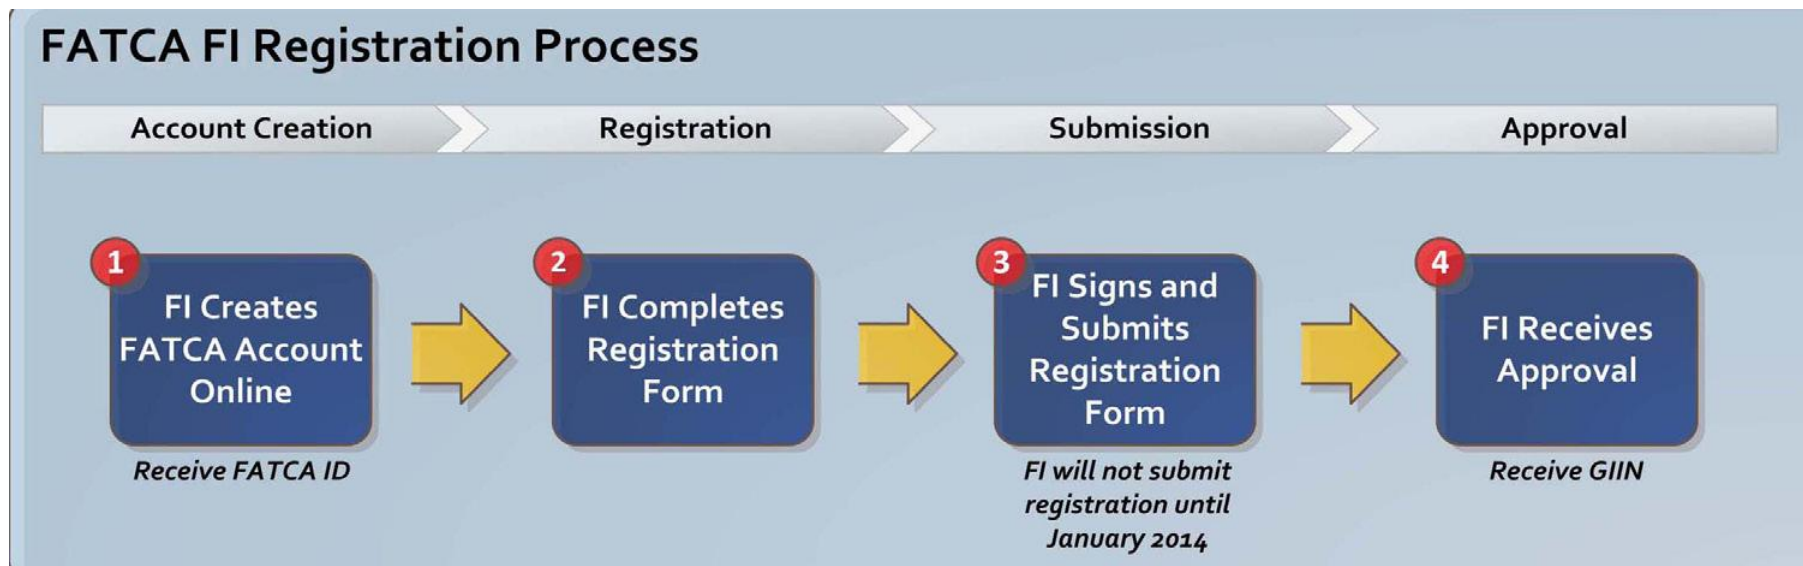 FATCA FI Registration Process
Account Creation
Registration
Submission
Approval
1
FI Creates
FATCA Account
Online
Receive FATCA ID
2
FI Completes
Registration
Form
3
FI Signs and
Submits
Registration
Form
FI will not submit
registration until
January 2014
4
FI Receives
Approval
Receive GIIN